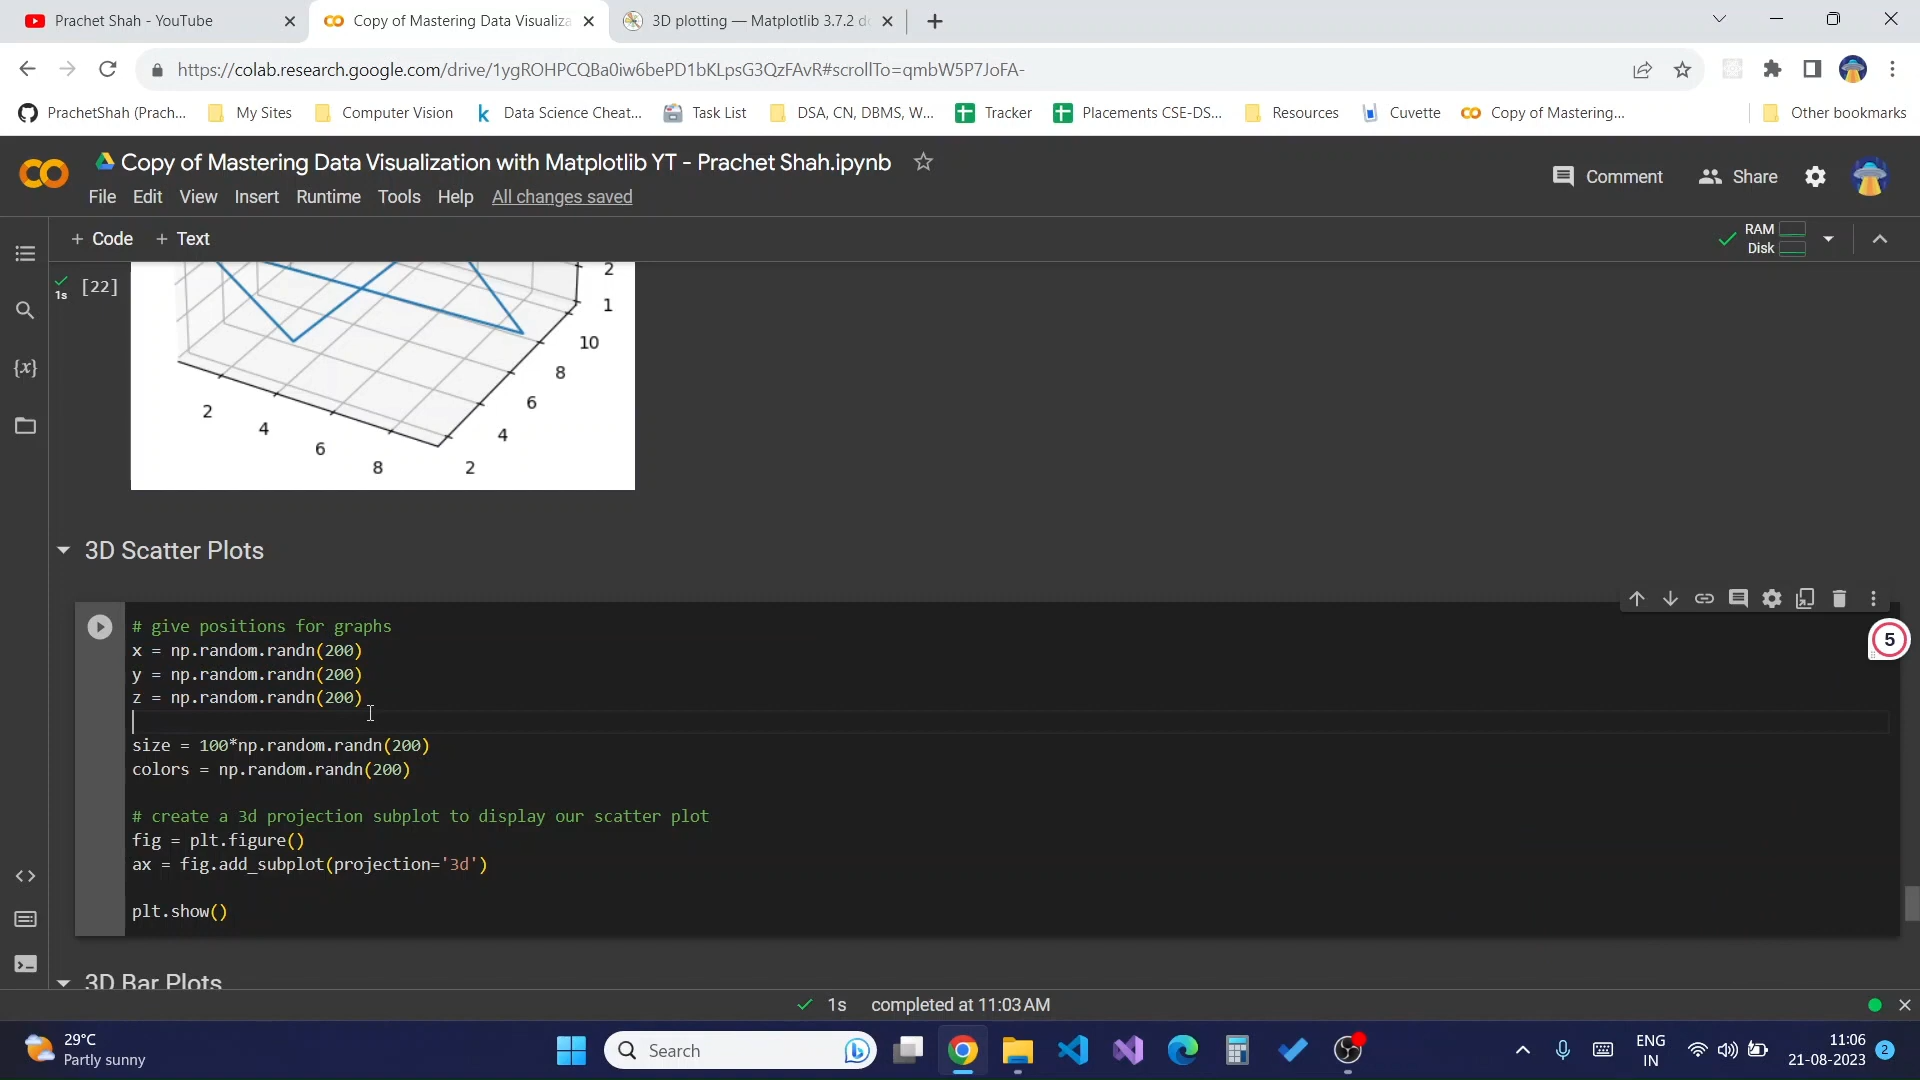 Prachet Shah - YouTube
Copy of Mastering Data Visualiza
3D plotting — Matplotlib 3.7.2 d
https://colab.research.google.com/drive/1ygROHPCQBa0iw6bePD1bKLpsG3QzFAvR#scrollTo=qmbW5P7JoFA-
PrachetShah (Prach... My Sites Computer Vision Data Science Cheat... Task List DSA, CN, DBMS, W... Tracker Placements CSE-DS... Resources Cuvette Copy of Mastering... Other bookmarks
Copy of Mastering Data Visualization with Matplotlib YT - Prachet Shah.ipynb
Comment Share
File Edit View Insert Runtime Tools Help All changes saved
+ Code + Text
RAM
Disk
1s [22]
2
1
10
8
6
4
2
2
4
6
8
3D Scatter Plots
5
# give positions for graphs
x = np.random.randn(200)
y = np.random.randn(200)
z = np.random.randn(200)
size = 100*np.random.randn(200)
colors = np.random.randn(200)
# create a 3d projection subplot to display our scatter plot
fig = plt.figure()
ax = fig.add_subplot(projection='3d')
plt.show()
3D Bar Plots
1s completed at 11:03 AM
29°C
Partly sunny
Search
ENG
IN
11:06
21-08-2023
2